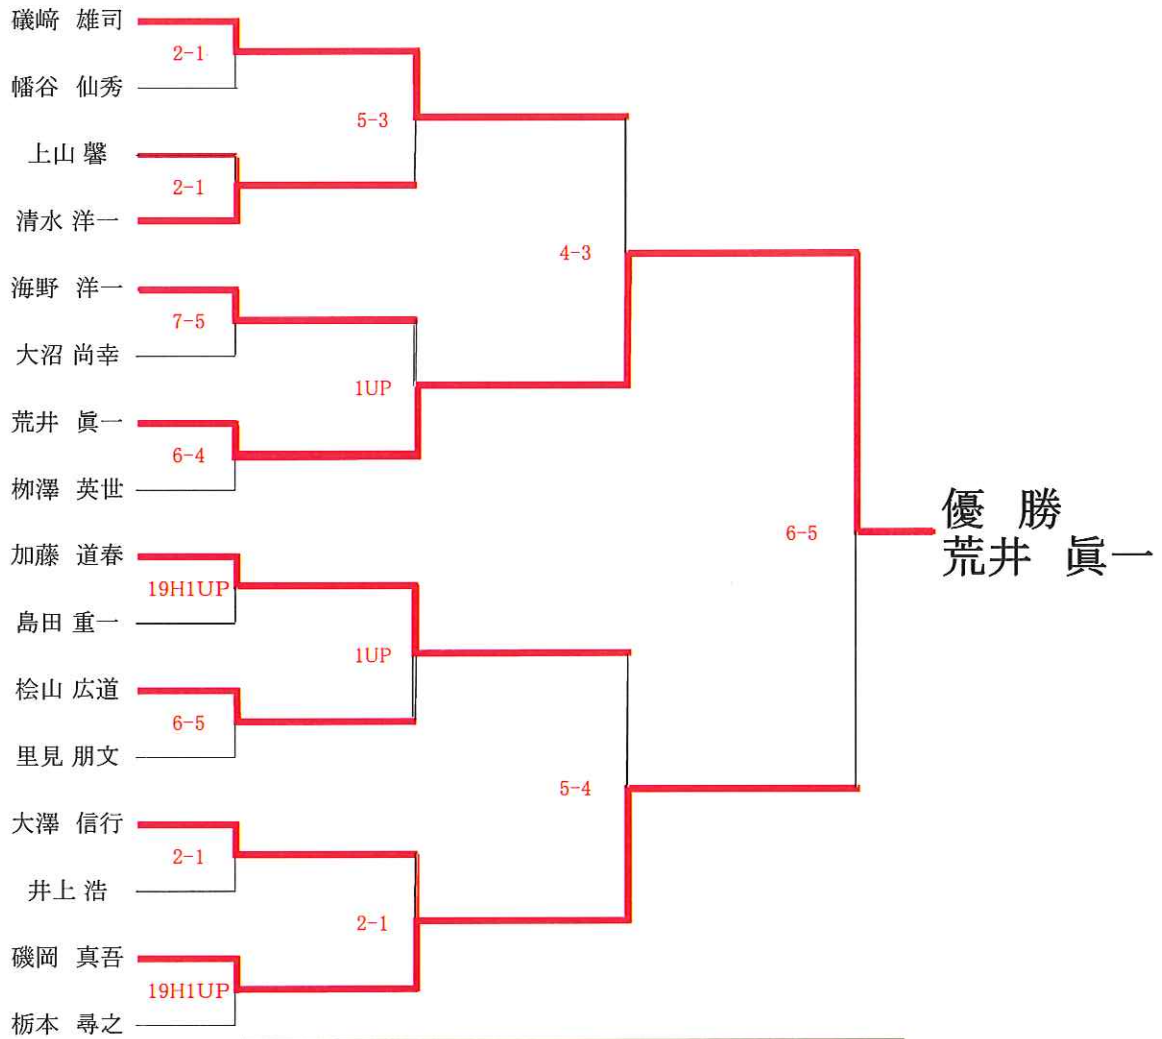 礒﨑 雄司
2-1
幡谷 仙秀
5-3
上山 馨
2-1
清水 洋一
4-3
海野 洋一
7-5
大沼 尚幸
1UP
荒井 眞一
6-4
栁澤 英世
優 勝
6-5
荒井 眞一
加藤 道春
19H1UP
島田 重一
1UP
桧山 広道
6-5
里見 朋文
5-4
大澤 信行
2-1
井上 浩
2-1
磯岡 真吾
19H1UP
栃本 尋之